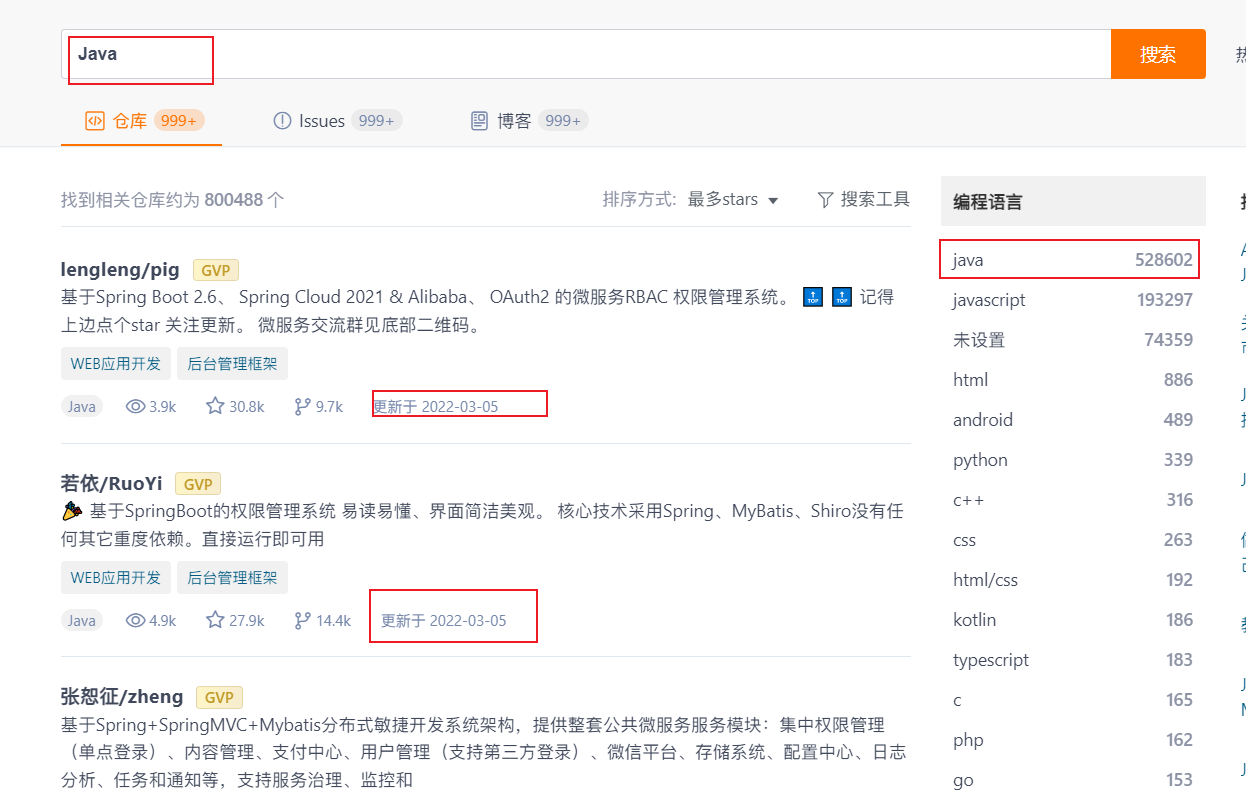 Java
搜索
热
仓库 999+ Issues 999+ 博客 999+
找到相关仓库约为 800488 个 排序方式: 最多stars 搜索工具
lengleng/pig GVP
基于Spring Boot 2.6、 Spring Cloud 2021 & Alibaba、 OAuth2 的微服务RBAC 权限管理系统。 TOP TOP 记得
上边点个star 关注更新。 微服务交流群见底部二维码。
WEB应用开发 后台管理框架
Java 3.9k 30.8k 9.7k 更新于 2022-03-05
若依/RuoYi GVP
基于SpringBoot的权限管理系统 易读易懂、界面简洁美观。 核心技术采用Spring、MyBatis、Shiro没有任
何其它重度依赖。直接运行即可用
WEB应用开发 后台管理框架
Java 4.9k 27.9k 14.4k 更新于 2022-03-05
张恕征/zheng GVP
基于Spring+SpringMVC+Mybatis分布式敏捷开发系统架构，提供整套公共微服务服务模块：集中权限管理
（单点登录）、内容管理、支付中心、用户管理（支持第三方登录）、微信平台、存储系统、配置中心、日志
分析、任务和通知等，支持服务治理、监控和
编程语言
java 528602
javascript 193297
未设置 74359
html 886
android 489
python 339
c++ 316
css 263
html/css 192
kotlin 186
typescript 183
c 165
php 162
go 153